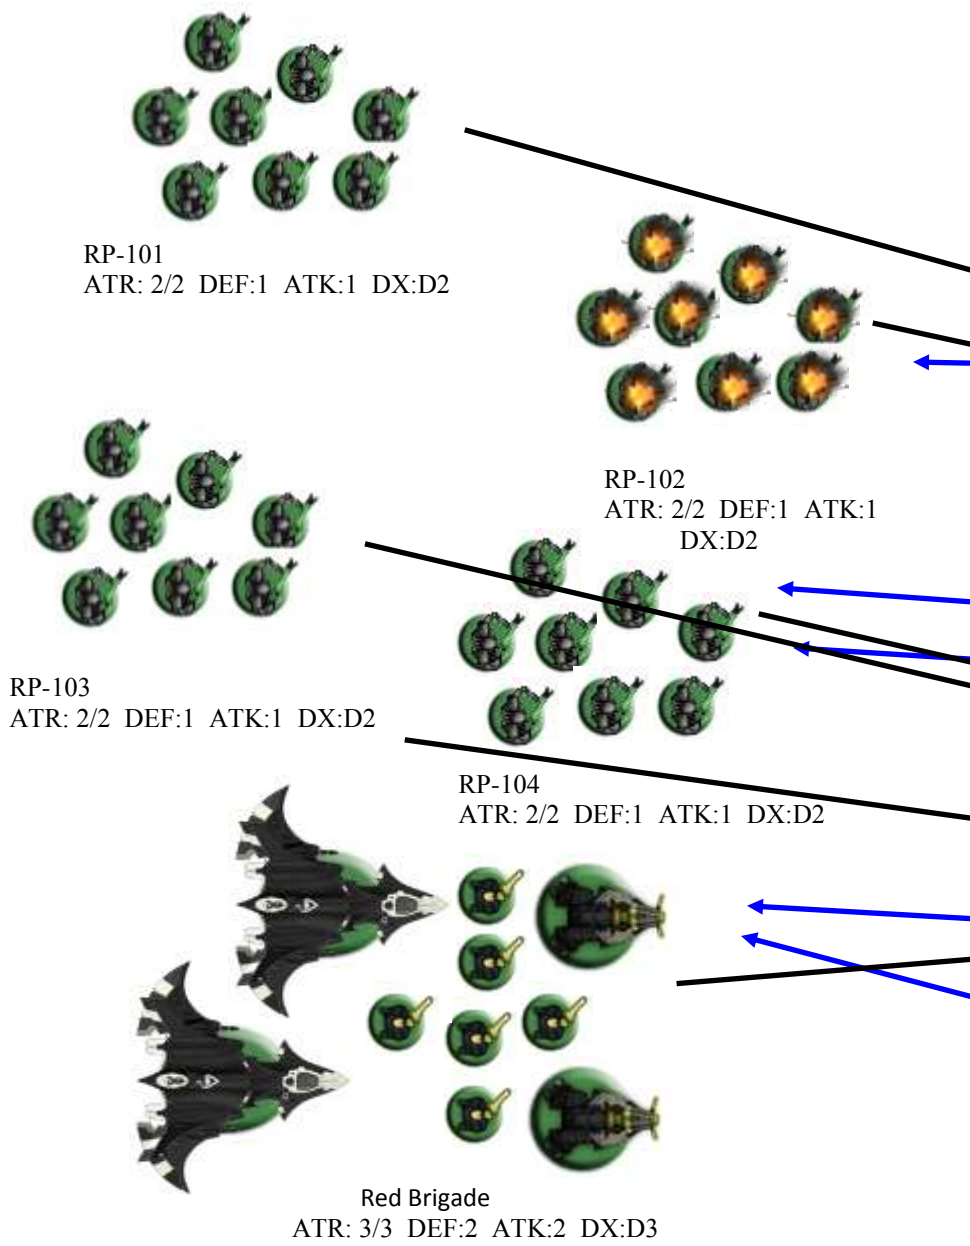 RP-101
ATR: 2/2 DEF:1 ATK:1 DX:D2
RP-102
ATR: 2/2 DEF:1 ATK:1
DX:D2
RP-103
ATR: 2/2 DEF:1 ATK:1 DX:D2
RP-104
ATR: 2/2 DEF:1 ATK:1 DX:D2
Red Brigade
ATR: 3/3 DEF:2 ATK:2 DX:D3